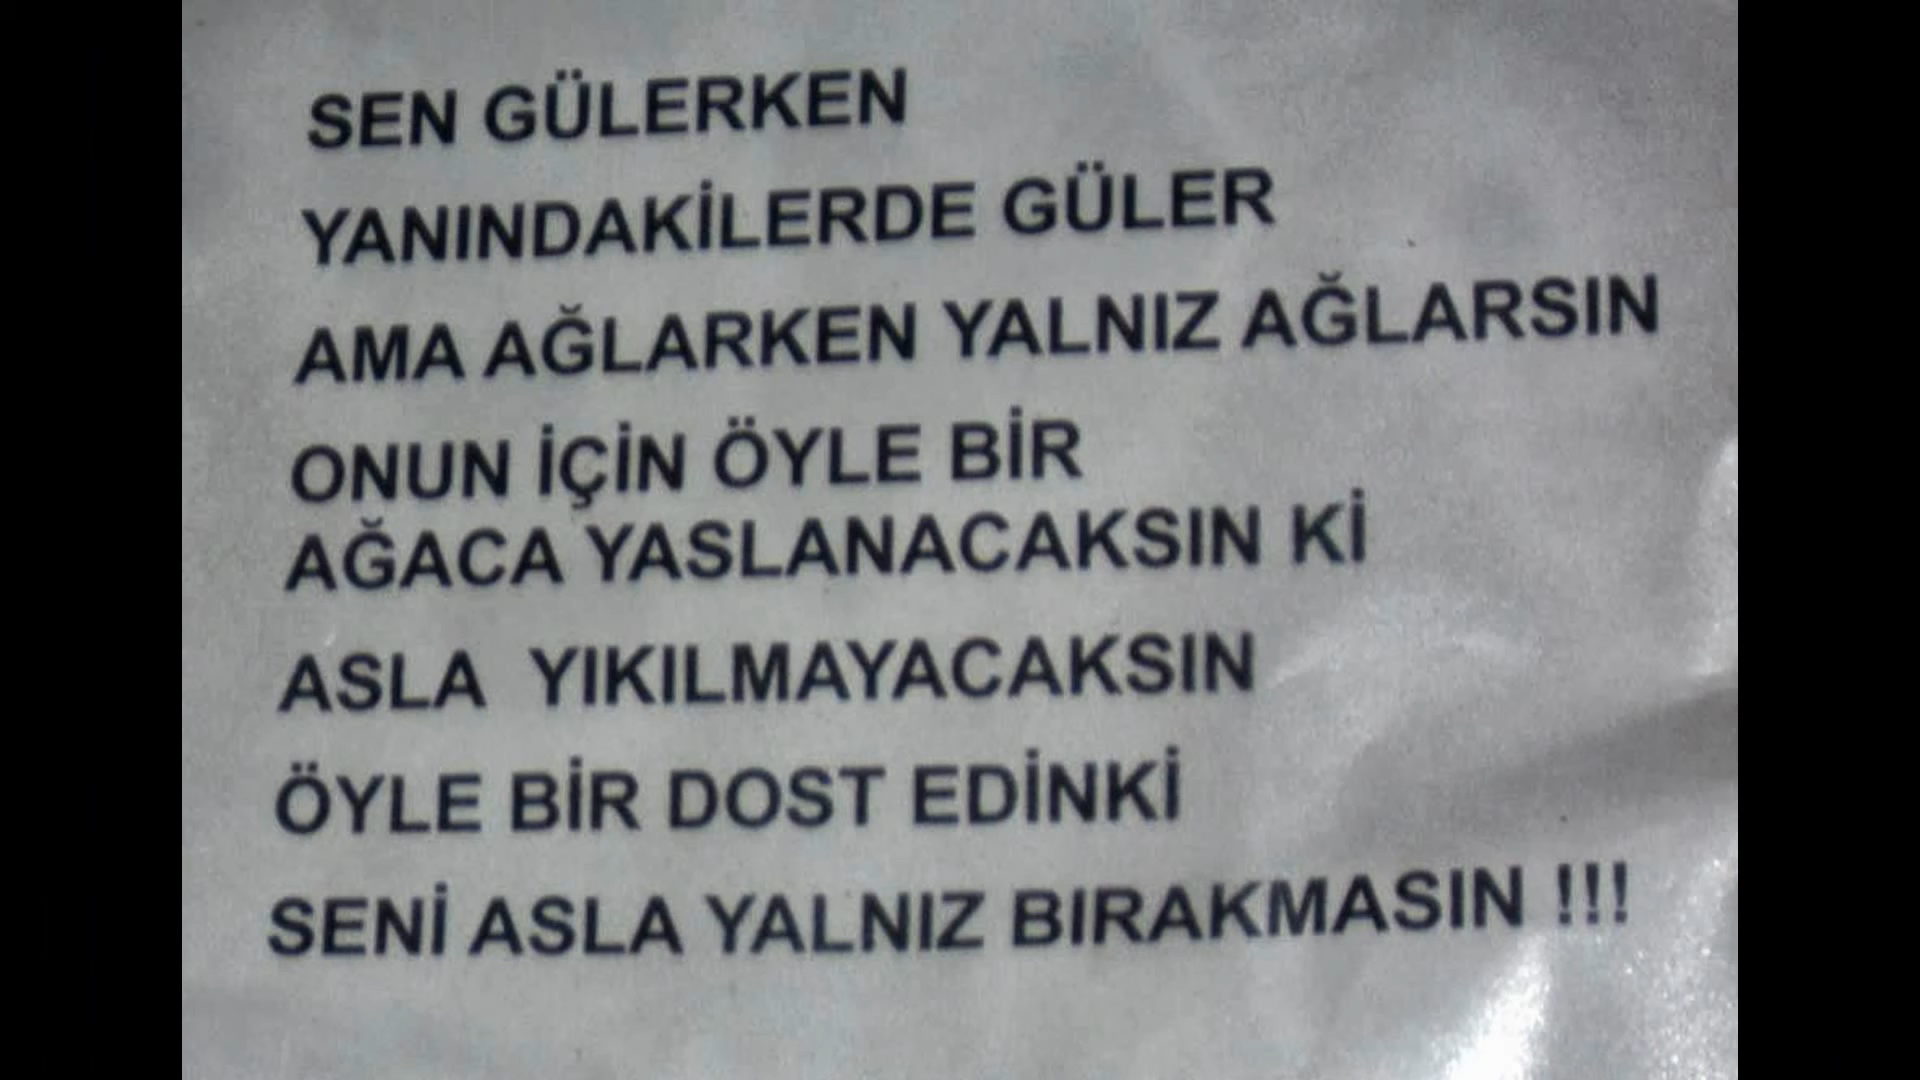 SEN GÜLERKEN
YANINDAKİLERDE GÜLER
AMA AĞLARKEN YALNIZ AĞLARSIN
ONUN İÇİN ÖYLE BİR
AĞACA YASLANACAKSIN Kİ
ASLA YIKILMAYACAKSIN
ÖYLE BİR DOST EDİNKİ
SENİ ASLA YALNIZ BIRAKMASIN !!!